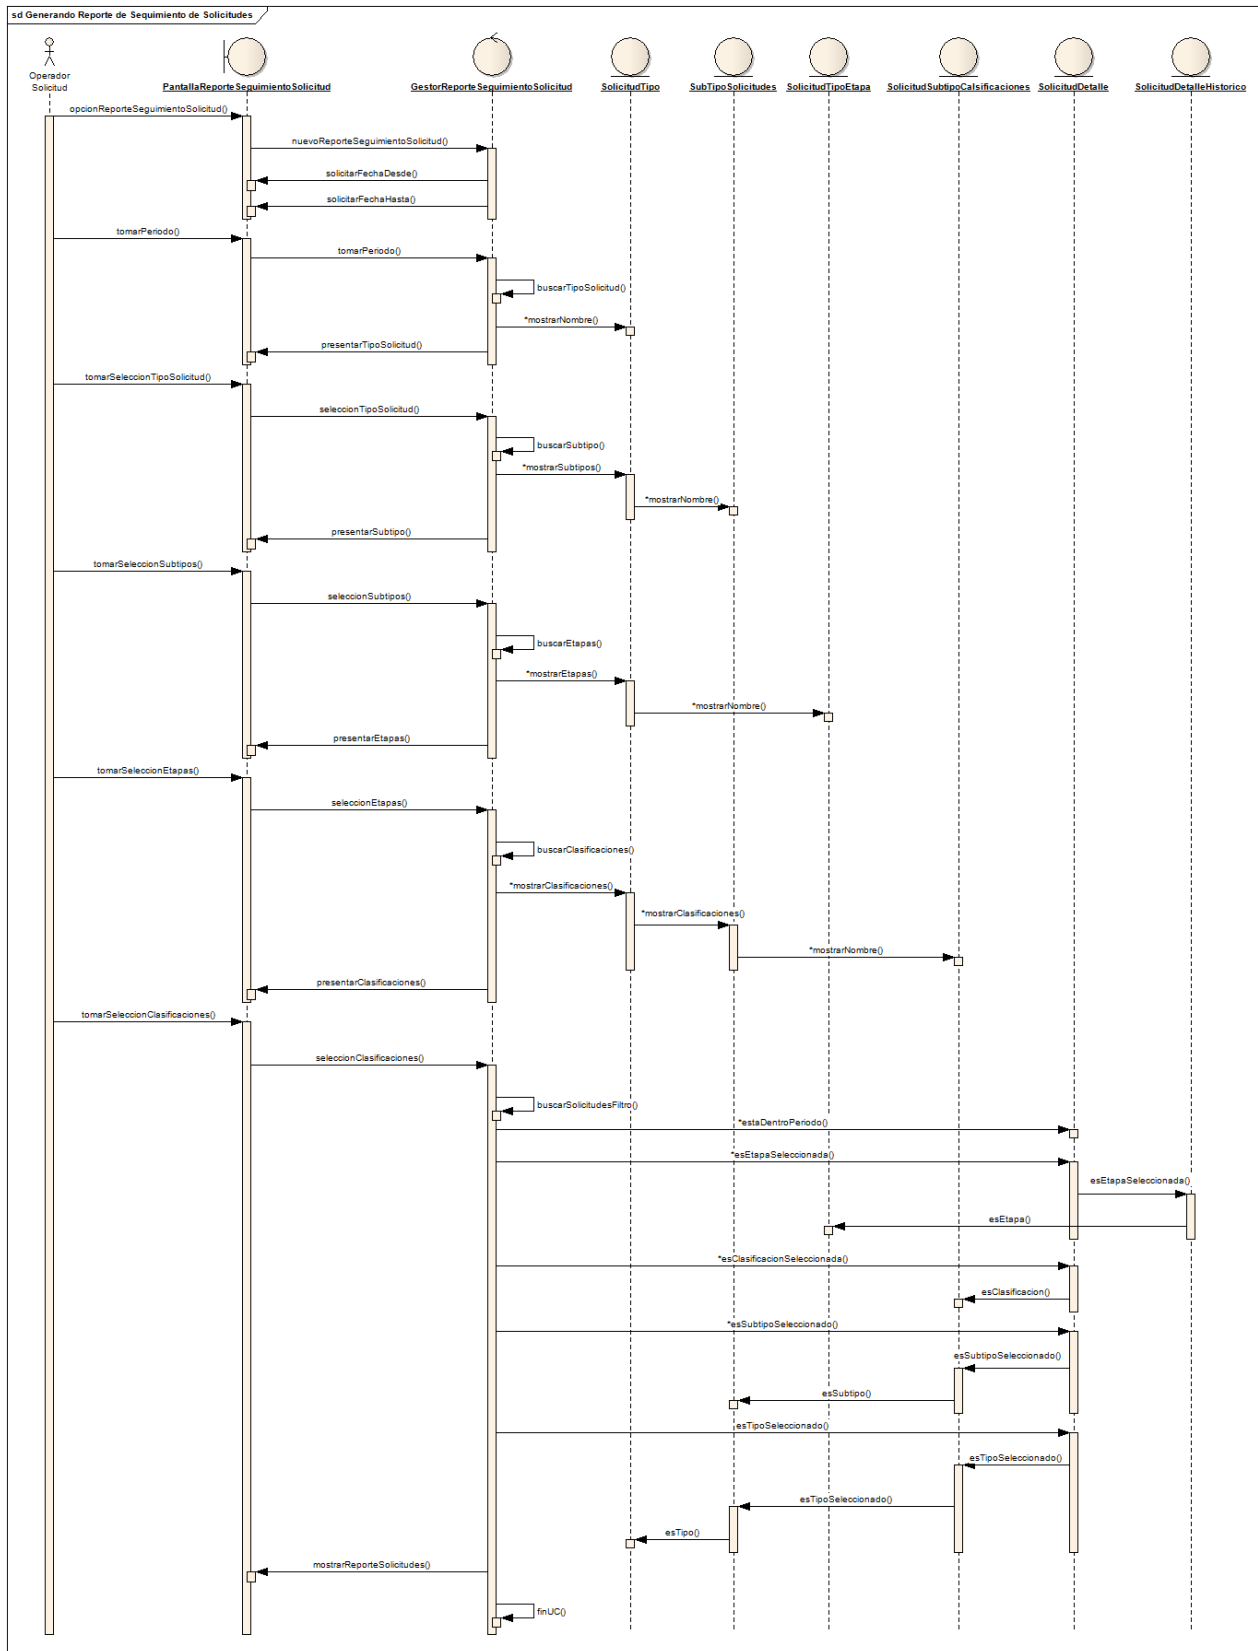 sd Generando Reporte de Seguimiento de Solicitudes
Operador
Solicitud
PantallaReporteSeguimientoSolicitud
GestorReporteSeguimientoSolicitud
SolicitudTipo
SubTipoSolicitudes
SolicitudTipoEtapa
SolicitudSubtipoCalsificaciones
SolicitudDetalle
SolicitudDetalleHistorico
opcionReporteSeguimientoSolicitud()
nuevoReporteSeguimientoSolicitud()
solicitarFechaDesde()
solicitarFechaHasta()
tomarPeriodo()
tomarPeriodo()
buscarTipoSolicitud()
*mostrarNombre()
presentarTipoSolicitud()
tomarSeleccionTipoSolicitud()
seleccionTipoSolicitud()
buscarSubtipo()
*mostrarSubtipos()
*mostrarNombre()
presentarSubtipo()
tomarSeleccionSubtipos()
seleccionSubtipos()
buscarEtapas()
*mostrarEtapas()
*mostrarNombre()
presentarEtapas()
tomarSeleccionEtapas()
seleccionEtapas()
buscarClasificaciones()
*mostrarClasificaciones()
*mostrarClasificaciones()
*mostrarNombre()
presentarClasificaciones()
tomarSeleccionClasificaciones()
seleccionClasificaciones()
buscarSolicitudesFiltro()
*estaDentroPeriodo()
*esEtapaSeleccionada()
esEtapaSeleccionada()
esEtapa()
*esClasificacionSeleccionada()
esClasificacion()
*esSubtipoSeleccionado()
esSubtipoSeleccionado()
esSubtipo()
esTipoSeleccionado()
esTipoSeleccionado()
esTipoSeleccionado()
esTipo()
mostrarReporteSolicitudes()
finUC()